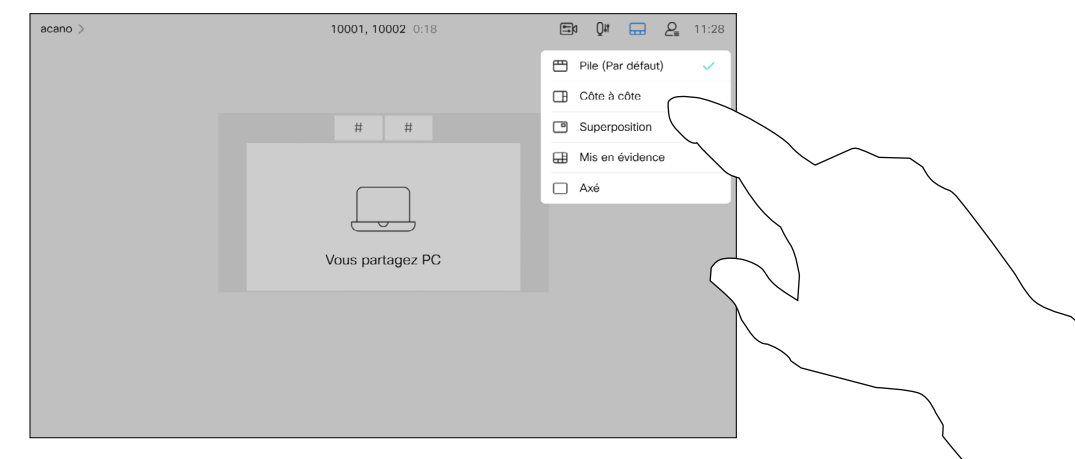 acano >
10001, 10002 0:18
11:28
Pile (Par défaut)
Côte à côte
Superposition
Mis en évidence
Axé
# #
Vous partagez PC